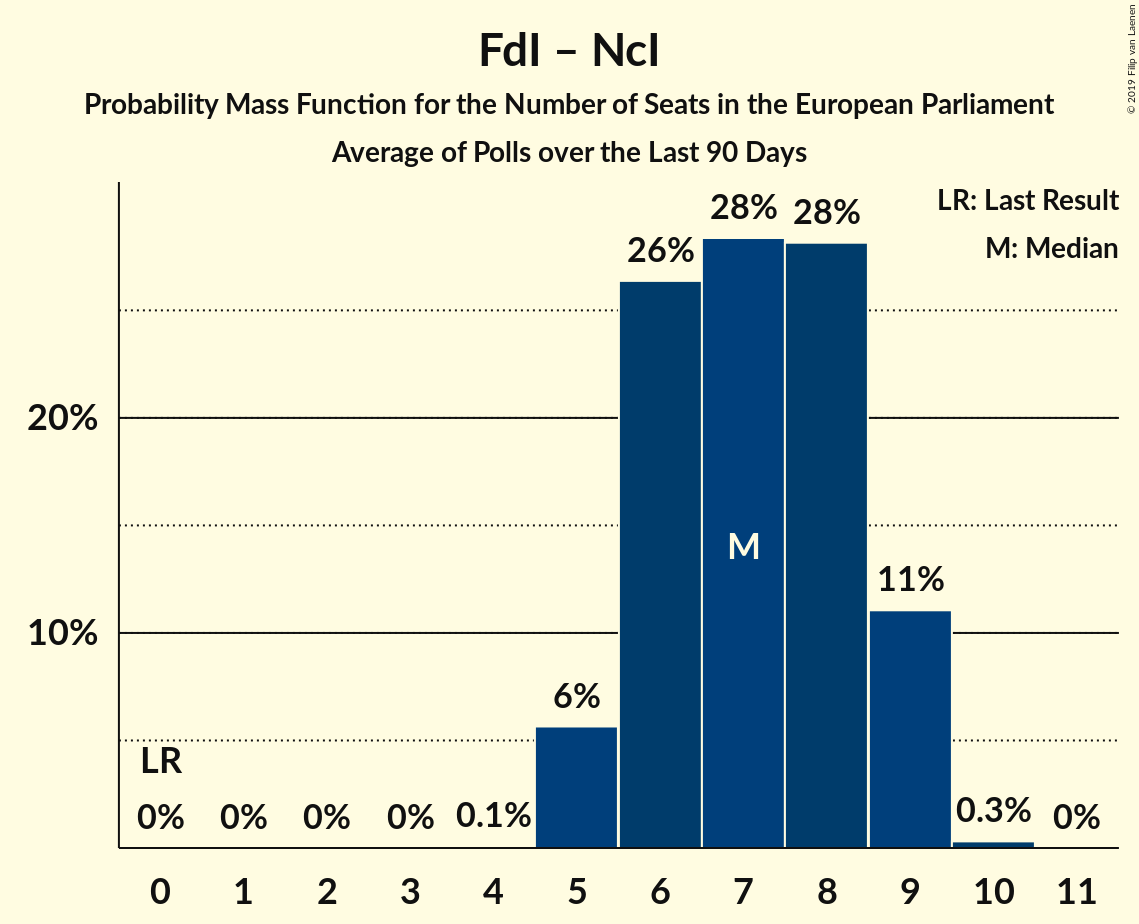 FdI – NcI
Probability Mass Function for the Number of Seats in the European Parliament
Average of Polls over the Last 90 Days
© 2019 Filip van Laenen
LR: Last Result
M: Median
28%
28%
26%
20%
M
11%
10%
6%
LR
0%
0%
0%
0%
0.1%
0.3%
0%
0 1 2 3 4 5 6 7 8 9 10 11